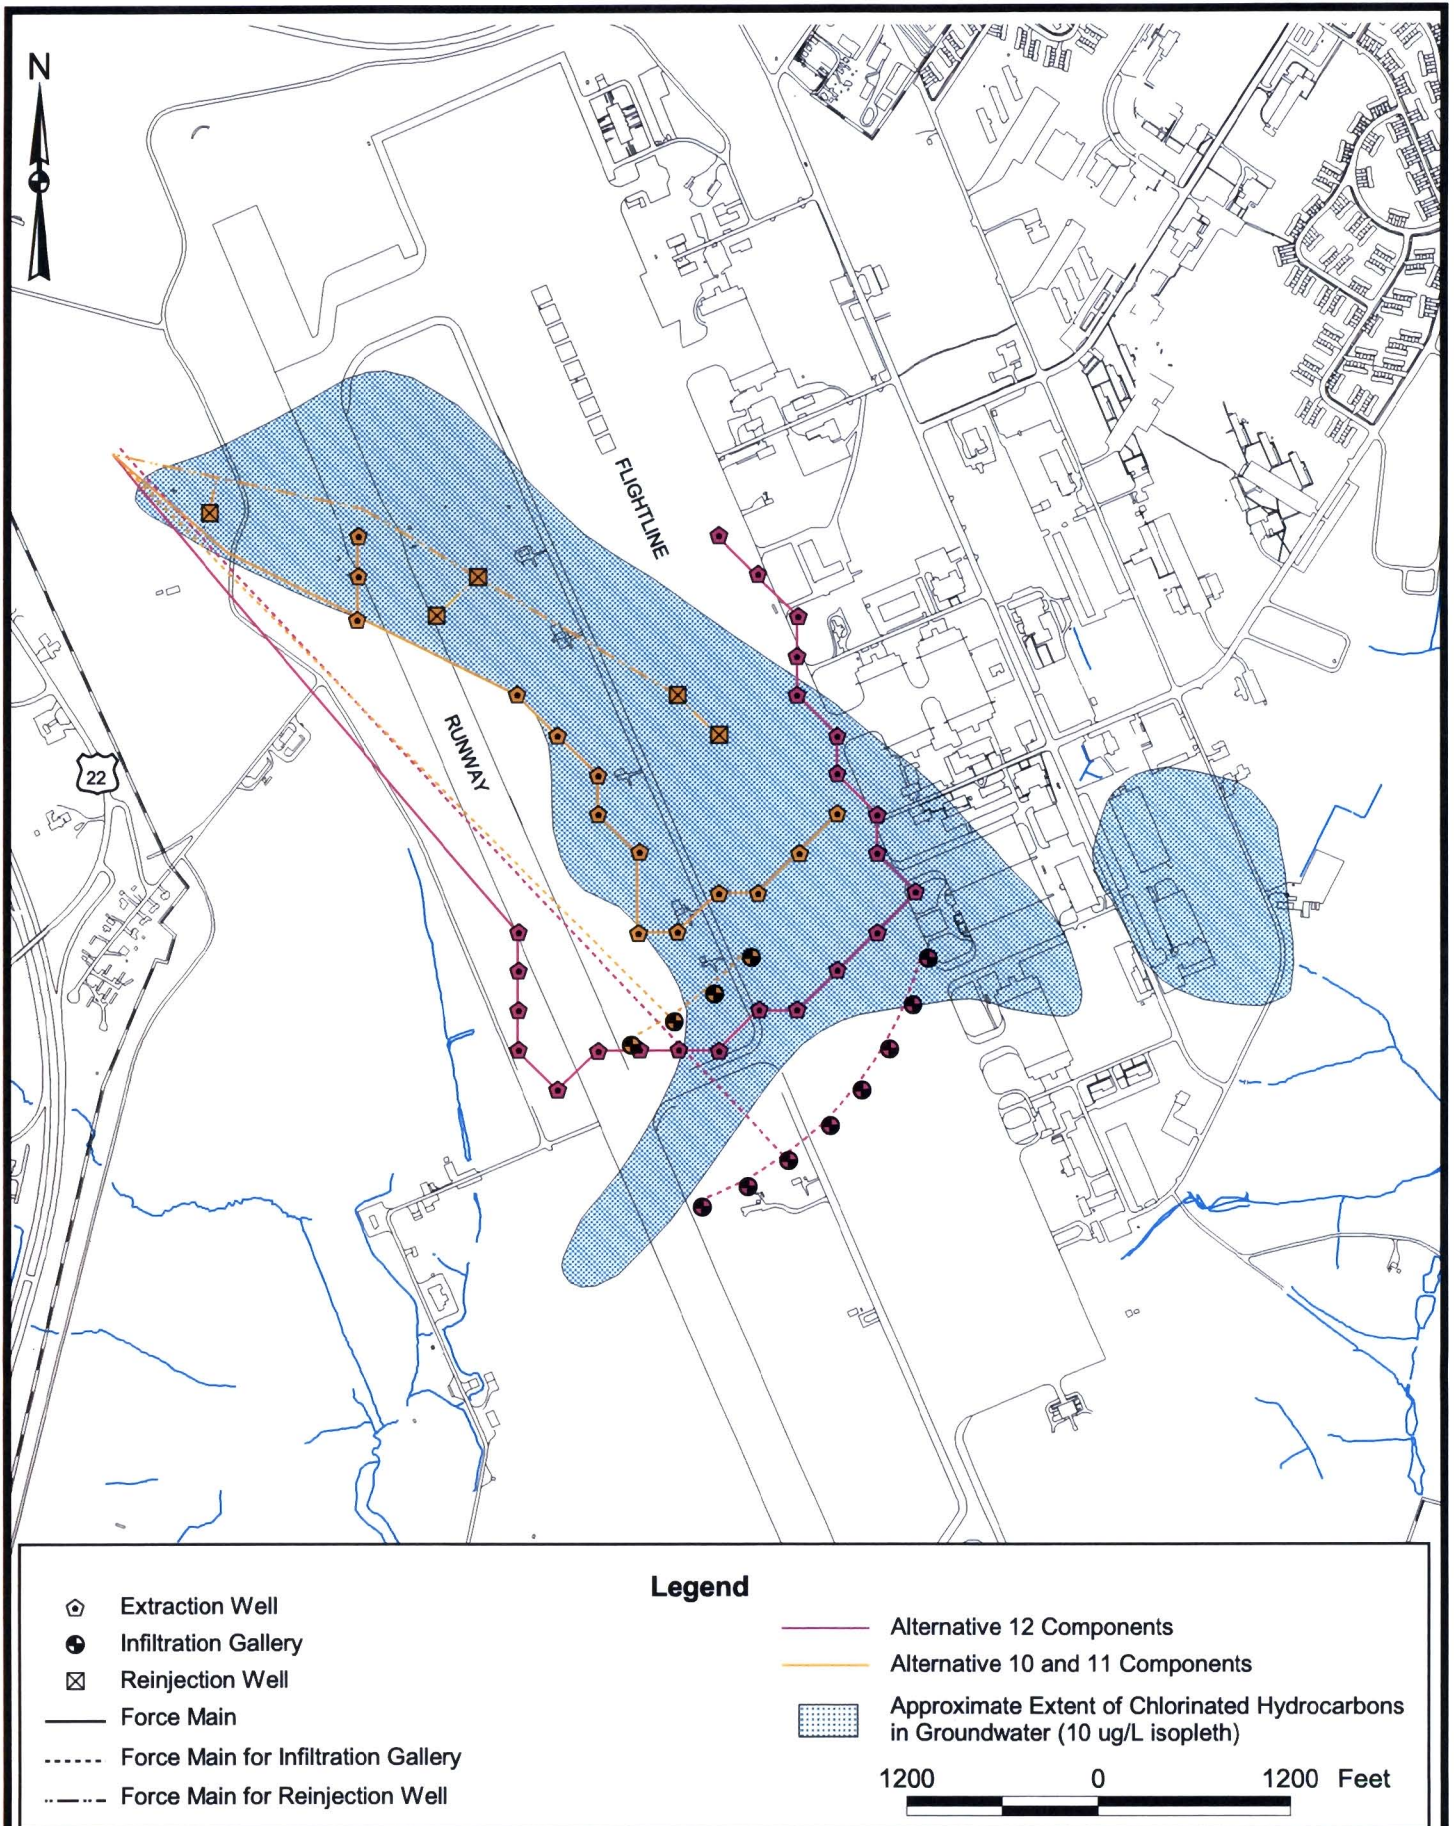 N
FLIGHTLINE
RUNWAY
22
Legend
Extraction Well
Infiltration Gallery
Reinjection Well
Force Main
Force Main for Infiltration Gallery
Force Main for Reinjection Well
Alternative 12 Components
Alternative 10 and 11 Components
Approximate Extent of Chlorinated Hydrocarbons
in Groundwater (10 ug/L isopleth)
1200 0 1200 Feet